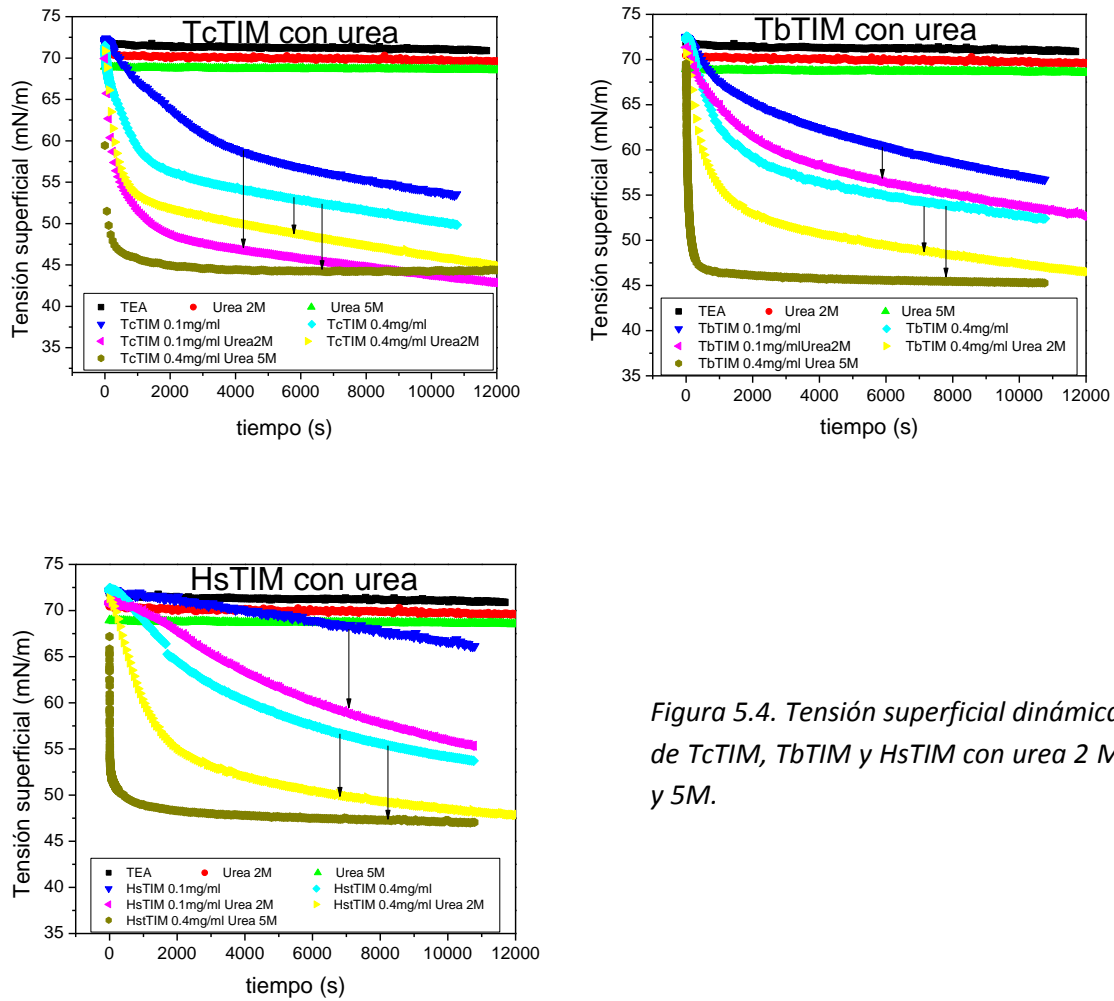 TcTIM con urea
75
70
65
60
55
50
45
40
35
Tensión superficial (mN/m)
TEA Urea 2M Urea 5M
TcTIM 0.1mg/ml TcTIM 0.4mg/ml
TcTIM 0.1mg/ml Urea2M TcTIM 0.4mg/ml Urea2M
TcTIM 0.4mg/ml Urea 5M
0 2000 4000 6000 8000 10000 12000
tiempo (s)
TbTIM con urea
75
70
65
60
55
50
45
40
35
Tensión superficial (mN/m)
TEA Urea 2M Urea 5M
TbTIM 0.1mg/ml TbTIM 0.4mg/ml
TbTIM 0.1mg/mlUrea2M TbTIM 0.4mg/ml Urea 2M
TbTIM 0.4mg/ml Urea 5M
0 2000 4000 6000 8000 10000 12000
tiempo (s)
HsTIM con urea
75
70
65
60
55
50
45
40
35
Tensión superficial (mN/m)
TEA Urea 2M Urea 5M
HsTIM 0.1mg/ml HstTIM 0.4mg/ml
HsTIM 0.1mg/ml Urea 2M HstTIM 0.4mg/ml Urea 2M
HstTIM 0.4mg/ml Urea 5M
0 2000 4000 6000 8000 10000 12000
tiempo (s)
Figura 5.4. Tensión superficial dinámica
de TcTIM, TbTIM y HsTIM con urea 2 M
y 5M.